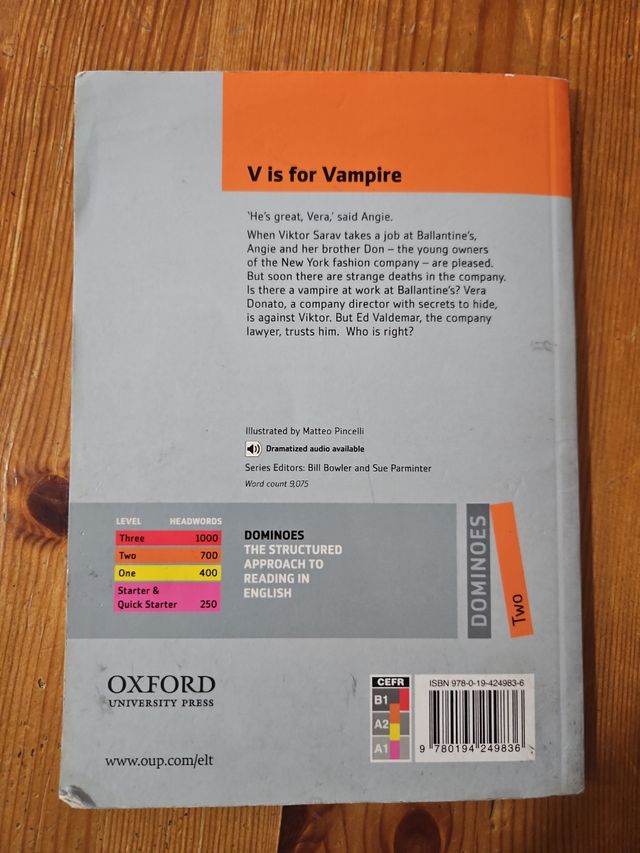 V is for Vampire
‘He’s great, Vera,’ said Angie.
When Viktor Sarav takes a job at Ballantine’s,
Angie and her brother Don – the young owners
of the New York fashion company – are pleased.
But soon there are strange deaths in the company.
Is there a vampire at work at Ballantine’s? Vera
Donato, a company director with secrets to hide,
is against Viktor. But Ed Valdemar, the company
lawyer, trusts him.  Who is right?
Illustrated by Matteo Pincelli
Dramatized audio available
Series Editors: Bill Bowler and Sue Parminter
Word count 9,075
LEVEL HEADWORDS
Three 1000
Two 700
One 400
Starter &
Quick Starter 250
DOMINOES
THE STRUCTURED
APPROACH TO
READING IN
ENGLISH
DOMINOES
Two
OXFORD
UNIVERSITY PRESS
www.oup.com/elt
CEFR
B1
A2
A1
ISBN 978-0-19-424983-6
9 780194 249836